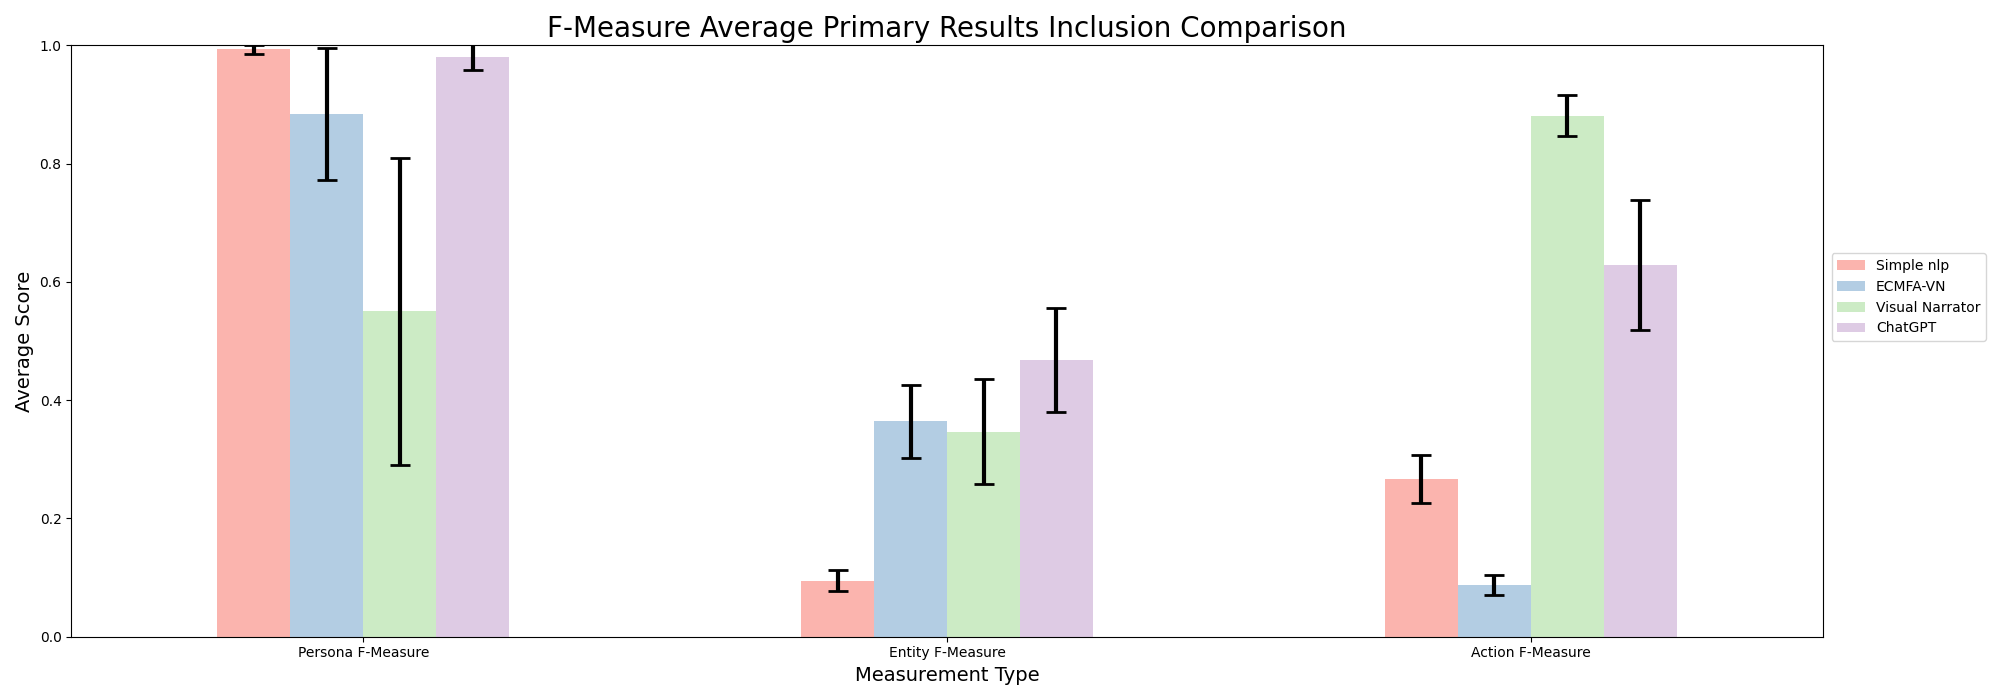 F-Measure Average Primary Results Inclusion Comparison
Average Score
1.0
0.8
0.6
0.4
0.2
0.0
Persona F-Measure
Entity F-Measure
Action F-Measure
Measurement Type
Simple nlp
ECMFA-VN
Visual Narrator
ChatGPT